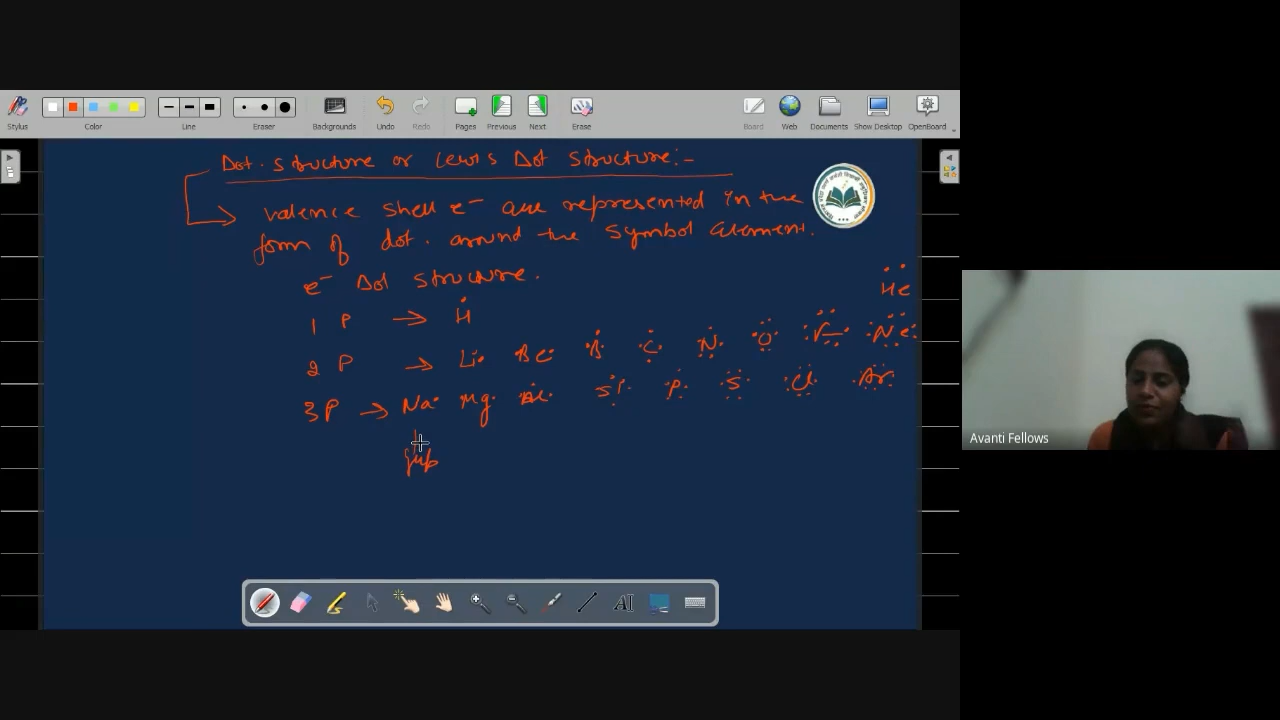 Stylus Color Line Eraser Backgrounds Undo Redo Pages Previous Next Erase Board Web Documents Show Desktop OpenBoard
Dot. structure or Lewis Dot Structure:-
valence shell e⁻ are represented in the
form of dot. around the symbol element.
e⁻ Dot structure.
He
1 P → H
2 P → Li Be B C N O F Ne
3 P → Na Mg Al Si P S Cl Ar
Avanti Fellows